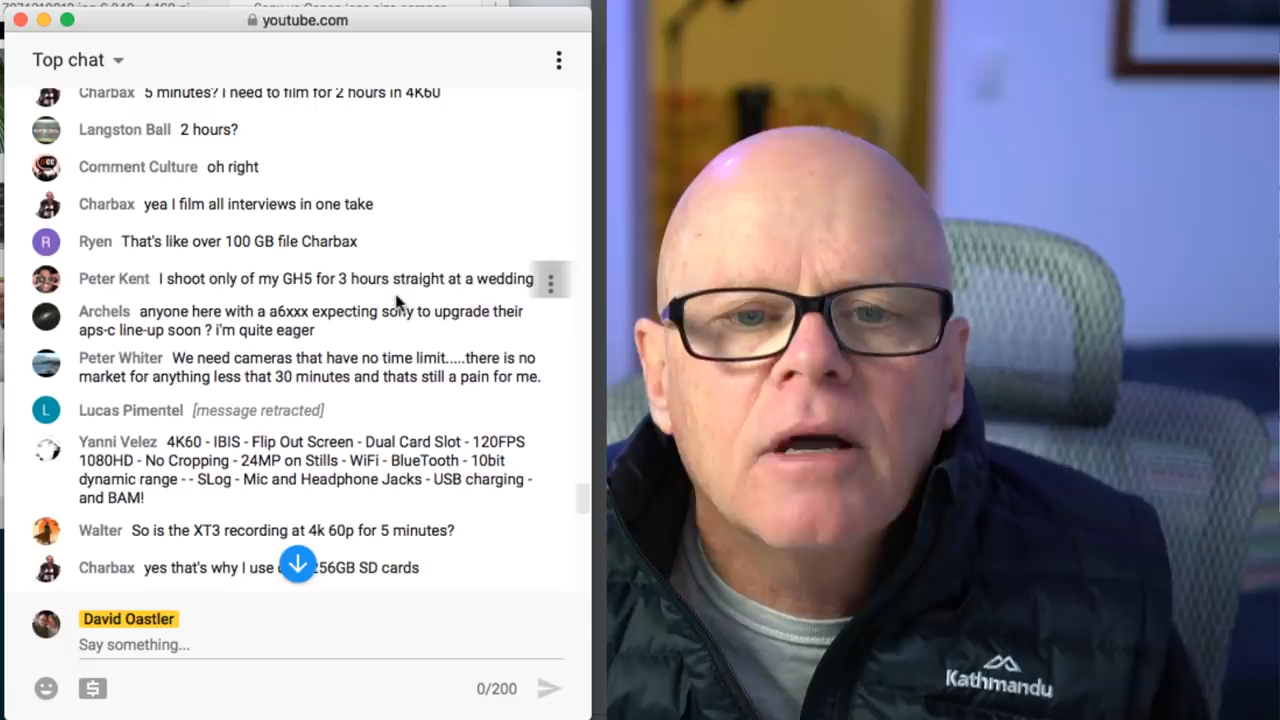 youtube.com
Top chat
Charbax 5 minutes? I need to film for 2 hours in 4K60
Langston Ball 2 hours?
Comment Culture oh right
Charbax yea I film all interviews in one take
R Ryen That's like over 100 GB file Charbax
Peter Kent I shoot only of my GH5 for 3 hours straight at a wedding
Archels anyone here with a a6xxx expecting sony to upgrade their
aps-c line-up soon ? i'm quite eager
Peter Whiter We need cameras that have no time limit.....there is no
market for anything less that 30 minutes and thats still a pain for me.
L Lucas Pimentel [message retracted]
Yanni Velez 4K60 - IBIS - Flip Out Screen - Dual Card Slot - 120FPS
1080HD - No Cropping - 24MP on Stills - WiFi - BlueTooth - 10bit
dynamic range - - SLog - Mic and Headphone Jacks - USB charging -
and BAM!
Walter So is the XT3 recording at 4k 60p for 5 minutes?
Charbax yes that's why I use 256GB SD cards
David Oastler
Say something...
0/200
Kathmandu